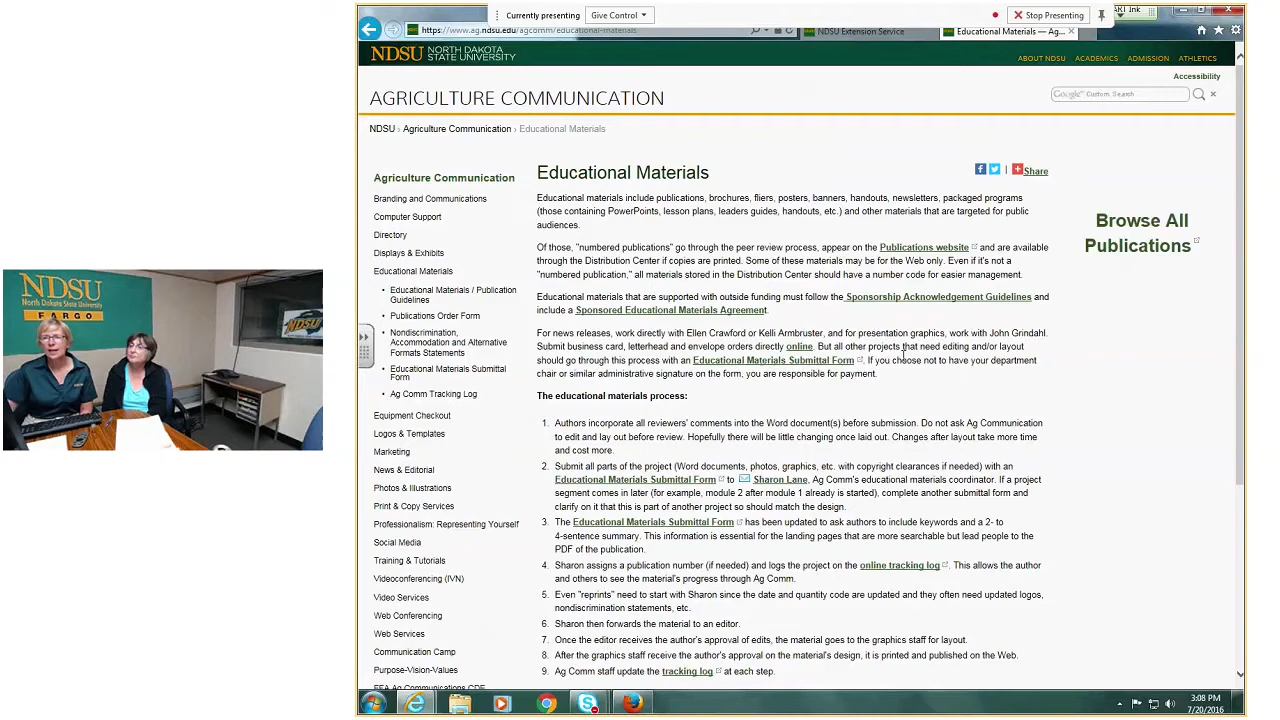 Currently presenting
Give Control
Stop Presenting
https://www.ag.ndsu.edu/agcomm/educational-materials
NDSU Extension Service
Educational Materials — Ag...
NDSU NORTH DAKOTA
STATE UNIVERSITY
ABOUT NDSU ACADEMICS ADMISSION ATHLETICS
Accessibility
AGRICULTURE COMMUNICATION
Google Custom Search
NDSU › Agriculture Communication › Educational Materials
Agriculture Communication
Branding and Communications
Computer Support
Directory
Displays & Exhibits
Educational Materials
• Educational Materials / Publication
Guidelines
• Publications Order Form
• Nondiscrimination,
Accommodation and Alternative
Formats Statements
• Educational Materials Submittal
Form
• Ag Comm Tracking Log
Equipment Checkout
Logos & Templates
Marketing
News & Editorial
Photos & Illustrations
Print & Copy Services
Professionalism: Representing Yourself
Social Media
Training & Tutorials
Videoconferencing (IVN)
Video Services
Web Conferencing
Web Services
Communication Camp
Purpose-Vision-Values
FFA Ag Communications CDE
Educational Materials
Share
Educational materials include publications, brochures, fliers, posters, banners, handouts, newsletters, packaged programs
(those containing PowerPoints, lesson plans, leaders guides, handouts, etc.) and other materials that are targeted for public
audiences.
Of those, "numbered publications" go through the peer review process, appear on the Publications website and are available
through the Distribution Center if copies are printed. Some of these materials may be for the Web only. Even if it's not a
"numbered publication," all materials stored in the Distribution Center should have a number code for easier management.
Educational materials that are supported with outside funding must follow the Sponsorship Acknowledgement Guidelines and
include a Sponsored Educational Materials Agreement.
For news releases, work directly with Ellen Crawford or Kelli Armbruster, and for presentation graphics, work with John Grindahl.
Submit business card, letterhead and envelope orders directly online. But all other projects that need editing and/or layout
should go through this process with an Educational Materials Submittal Form. If you choose not to have your department
chair or similar administrative signature on the form, you are responsible for payment.
The educational materials process:
1. Authors incorporate all reviewers' comments into the Word document(s) before submission. Do not ask Ag Communication
to edit and lay out before review. Hopefully there will be little changing once laid out. Changes after layout take more time
and cost more.
2. Submit all parts of the project (Word documents, photos, graphics, etc. with copyright clearances if needed) with an
Educational Materials Submittal Form to Sharon Lane, Ag Comm's educational materials coordinator. If a project
segment comes in later (for example, module 2 after module 1 already is started), complete another submittal form and
clarify on it that this is part of another project so should match the design.
3. The Educational Materials Submittal Form has been updated to ask authors to include keywords and a 2- to
4-sentence summary. This information is essential for the landing pages that are more searchable but lead people to the
PDF of the publication.
4. Sharon assigns a publication number (if needed) and logs the project on the online tracking log. This allows the author
and others to see the material's progress through Ag Comm.
5. Even "reprints" need to start with Sharon since the date and quantity code are updated and they often need updated logos,
nondiscrimination statements, etc.
6. Sharon then forwards the material to an editor.
7. Once the editor receives the author's approval of edits, the material goes to the graphics staff for layout.
8. After the graphics staff receive the author's approval on the material's design, it is printed and published on the Web.
9. Ag Comm staff update the tracking log at each step.
Browse All
Publications
NDSU
North Dakota State University
FARGO
3:08 PM
7/20/2016